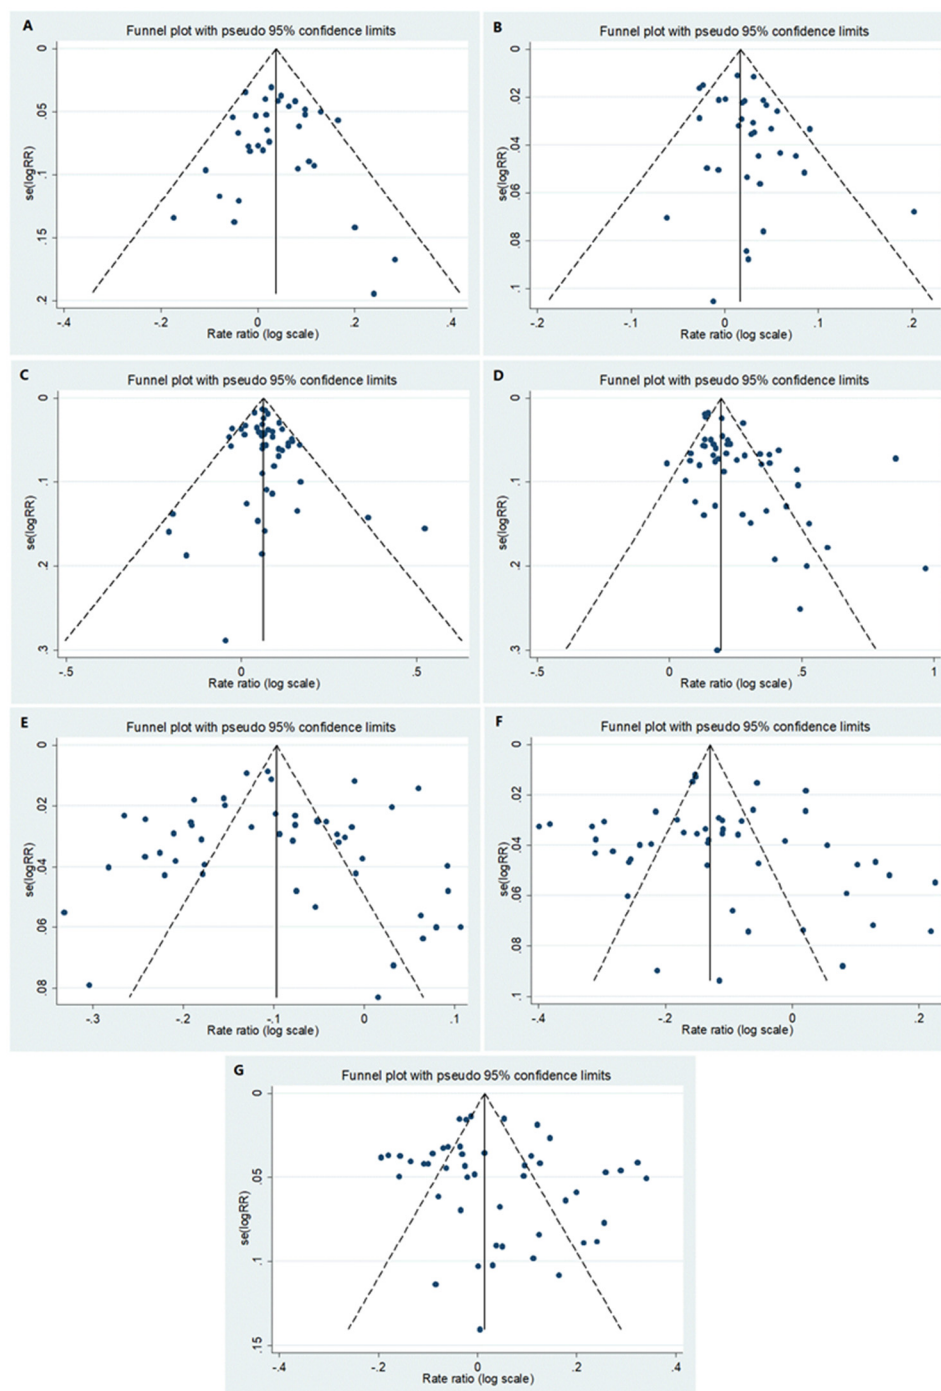 A
Funnel plot with pseudo 95% confidence limits
se(logRR)
0
.05
.1
.15
.2
-.4
-.2
0
.2
.4
Rate ratio (log scale)
B
Funnel plot with pseudo 95% confidence limits
se(logRR)
0
.02
.04
.06
.08
.1
-.2
-.1
0
.1
.2
Rate ratio (log scale)
C
Funnel plot with pseudo 95% confidence limits
se(logRR)
0
.1
.2
.3
-.5
0
.5
Rate ratio (log scale)
D
Funnel plot with pseudo 95% confidence limits
se(logRR)
0
.1
.2
.3
-.5
0
.5
1
Rate ratio (log scale)
E
Funnel plot with pseudo 95% confidence limits
se(logRR)
0
.02
.04
.06
.08
-.3
-.2
-.1
0
.1
Rate ratio (log scale)
F
Funnel plot with pseudo 95% confidence limits
se(logRR)
0
.02
.04
.06
.08
.1
-.4
-.2
0
.2
Rate ratio (log scale)
G
Funnel plot with pseudo 95% confidence limits
se(logRR)
0
.05
.1
.15
-.4
-.2
0
.2
.4
Rate ratio (log scale)